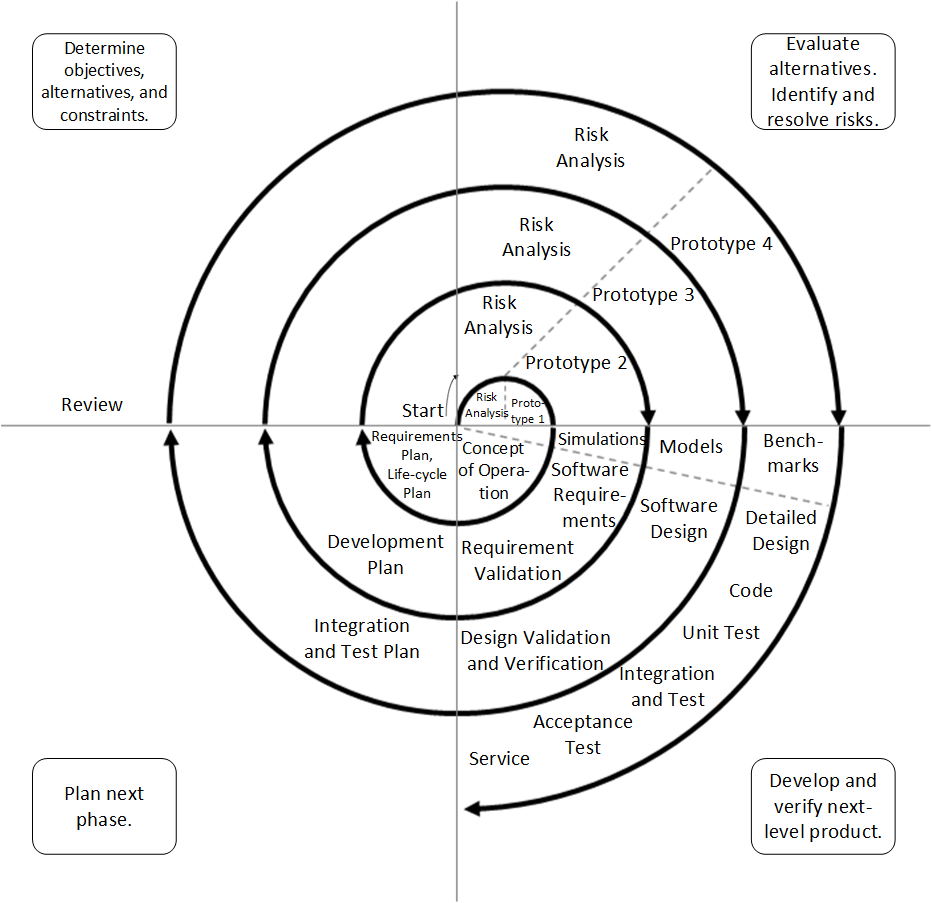 Determine
objectives,
alternatives, and
constraints.
Evaluate
alternatives.
Identify and
resolve risks.
Risk
Analysis
Risk
Analysis
Prototype 4
Prototype 3
Risk
Analysis
Prototype 2
Risk
Analysis
Proto-
type 1
Start
Review
Requirements
Plan,
Life-cycle
Plan
Concept
of Opera-
tion
Simulations
Software
Require-
ments
Models
Bench-
marks
Software
Design
Detailed
Design
Development
Plan
Requirement
Validation
Code
Integration
and Test Plan
Design Validation
and Verification
Unit Test
Integration
and Test
Acceptance
Test
Service
Plan next
phase.
Develop and
verify next-
level product.